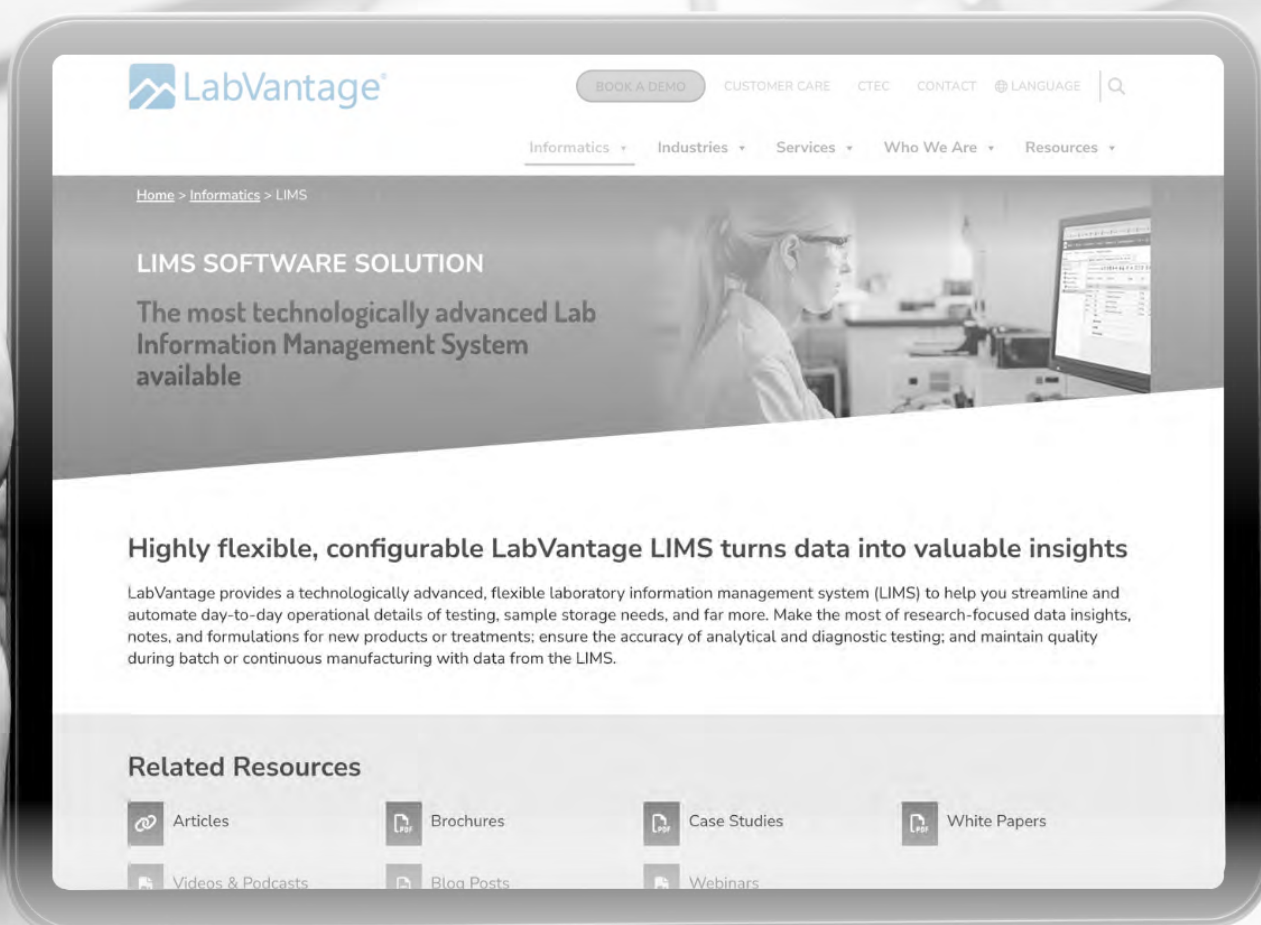 LabVantage®
BOOK A DEMO CUSTOMER CARE CTEC CONTACT LANGUAGE
Informatics Industries Services Who We Are Resources
Home > Informatics > LIMS
LIMS SOFTWARE SOLUTION
The most technologically advanced Lab
Information Management System
available
Highly flexible, configurable LabVantage LIMS turns data into valuable insights
LabVantage provides a technologically advanced, flexible laboratory information management system (LIMS) to help you streamline and
automate day-to-day operational details of testing, sample storage needs, and far more. Make the most of research-focused data insights,
notes, and formulations for new products or treatments; ensure the accuracy of analytical and diagnostic testing; and maintain quality
during batch or continuous manufacturing with data from the LIMS.
Related Resources
Articles PDF Brochures PDF Case Studies PDF White Papers
Videos & Podcasts Blog Posts Webinars